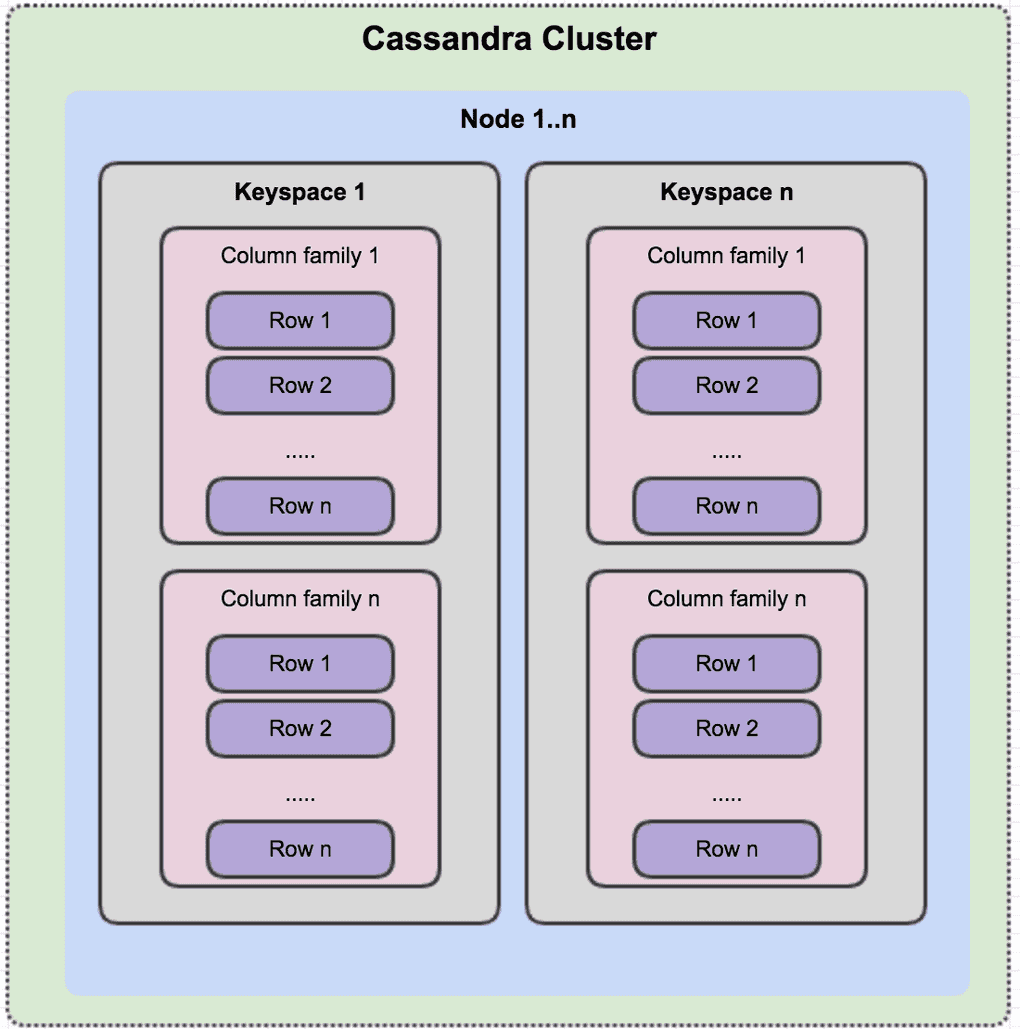 Cassandra Cluster
Node 1..n
Keyspace 1
Column family 1
Row 1
Row 2
.....
Row n
Column family n
Row 1
Row 2
.....
Row n
Keyspace n
Column family 1
Row 1
Row 2
.....
Row n
Column family n
Row 1
Row 2
.....
Row n